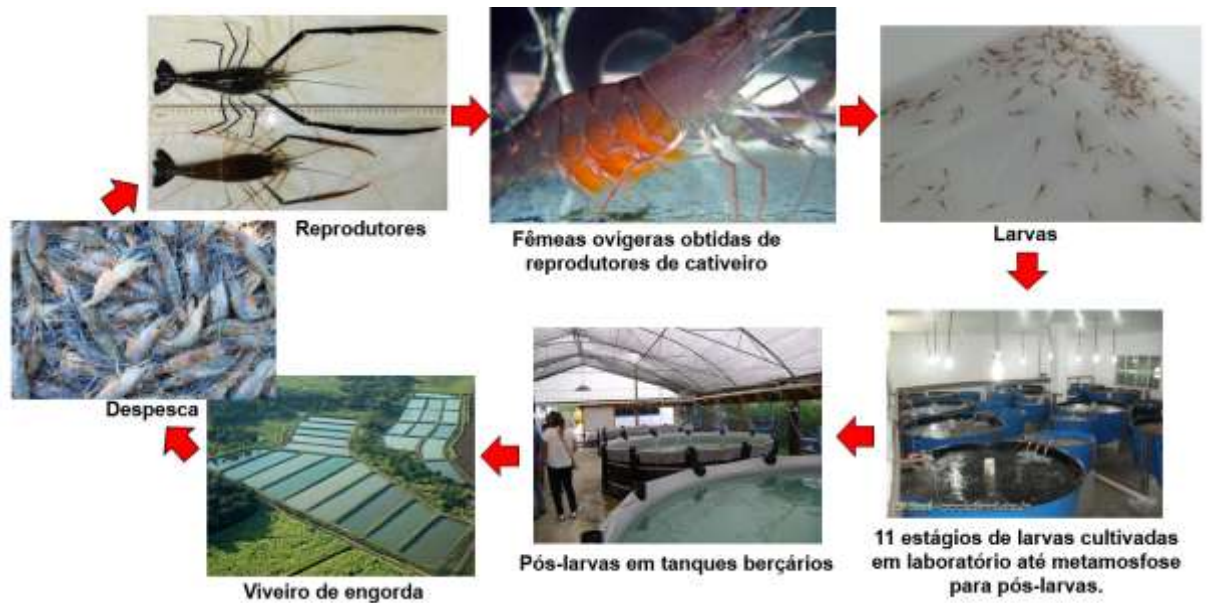 Reprodutores
Fêmeas ovígeras obtidas de
reprodutores de cativeiro
Larvas
11 estágios de larvas cultivadas
em laboratório até metamosfose
para pós-larvas.
Pós-larvas em tanques berçários
Viveiro de engorda
Despesca